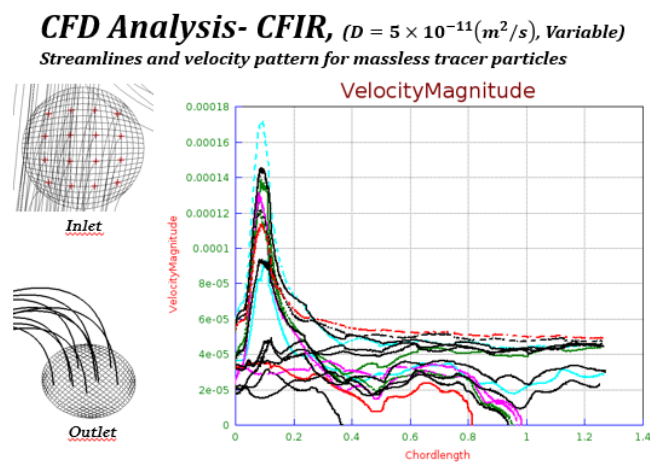 CFD Analysis- CFIR, (D = 5 × 10⁻¹¹(m²/s), Variable)
Streamlines and velocity pattern for massless tracer particles
Inlet
Outlet
VelocityMagnitude
VelocityMagnitude
0.00018
0.00016
0.00014
0.00012
0.0001
8e-05
6e-05
4e-05
2e-05
0
0 0.2 0.4 0.6 0.8 1 1.2 1.4
Chordlength